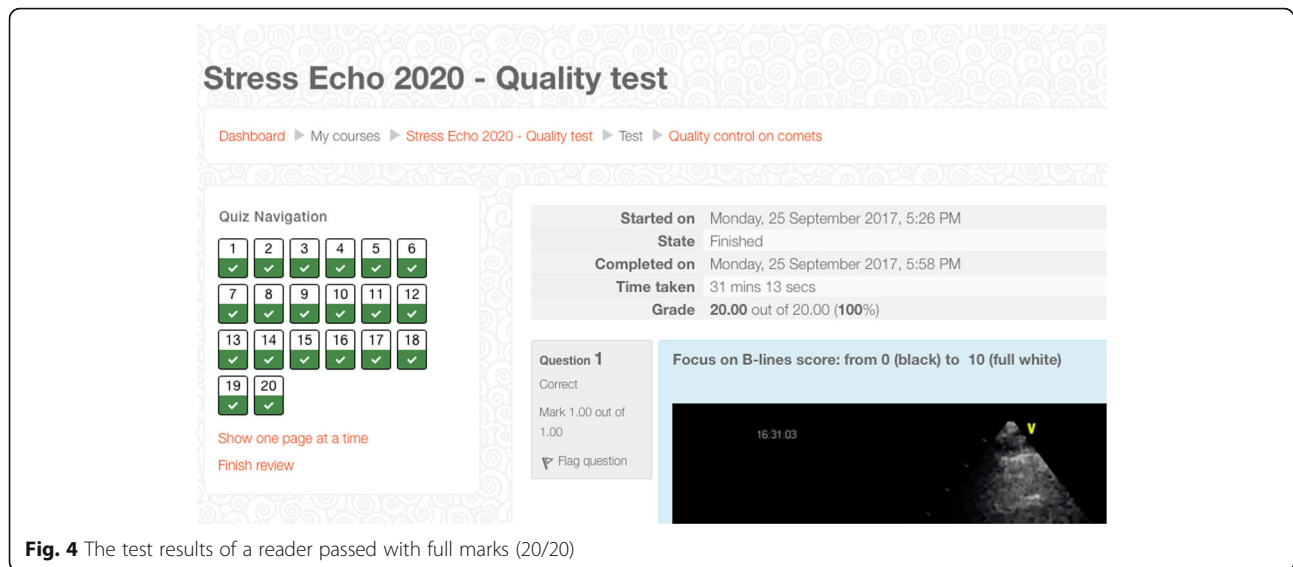 Stress Echo 2020 - Quality test
Dashboard ▶ My courses ▶ Stress Echo 2020 - Quality test ▶ Test ▶ Quality control on comets
Quiz Navigation
1 2 3 4 5 6
7 8 9 10 11 12
13 14 15 16 17 18
19 20
Show one page at a time
Finish review
Started on Monday, 25 September 2017, 5:26 PM
State Finished
Completed on Monday, 25 September 2017, 5:58 PM
Time taken 31 mins 13 secs
Grade 20.00 out of 20.00 (100%)
Question 1
Correct
Mark 1.00 out of
1.00
Flag question
Focus on B-lines score: from 0 (black) to 10 (full white)
16:31:03
V
Fig. 4 The test results of a reader passed with full marks (20/20)